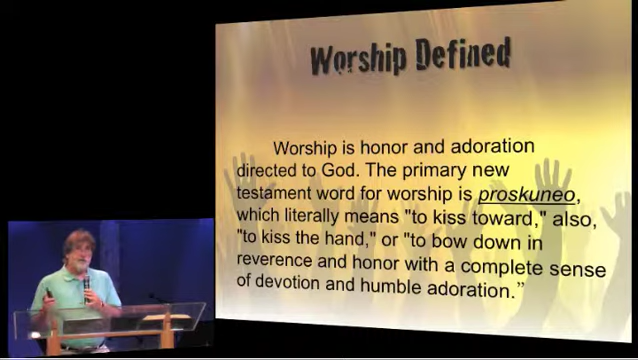 Worship Defined
Worship is honor and adoration
directed to God. The primary new
testament word for worship is proskuneo,
which literally means "to kiss toward," also,
"to kiss the hand," or "to bow down in
reverence and honor with a complete sense
of devotion and humble adoration.”